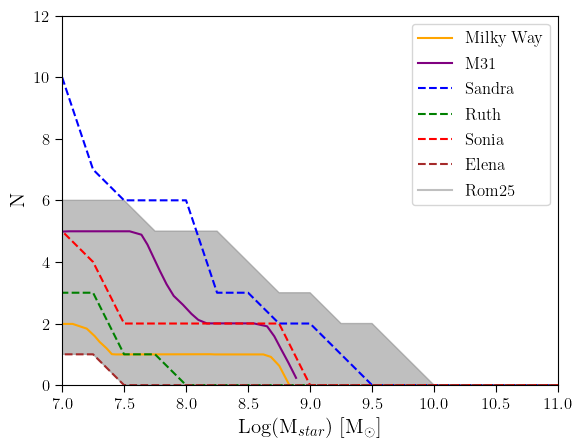 12
10
8
6
4
2
0
N
Milky Way
M31
Sandra
Ruth
Sonia
Elena
Rom25
7.0 7.5 8.0 8.5 9.0 9.5 10.0 10.5 11.0
Log(M$_{star}$) [M$_{\odot}$]